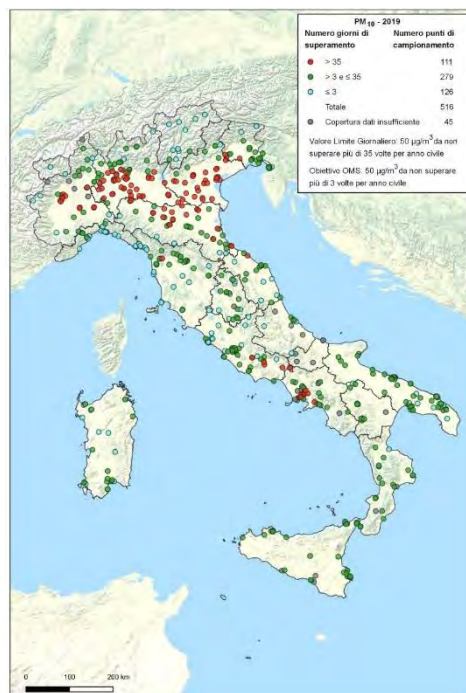 PM10 - 2019
Numero giorni di superamento Numero punti di campionamento
> 35 111
> 3 e ≤ 35 279
≤ 3 126
Totale 516
Copertura dati insufficiente 45
Valore Limite Giornaliero: 50 µg/m³ da non
superare più di 35 volte per anno civile
Obiettivo OMS: 50 µg/m³ da non superare
più di 3 volte per anno civile
0 100 200 km